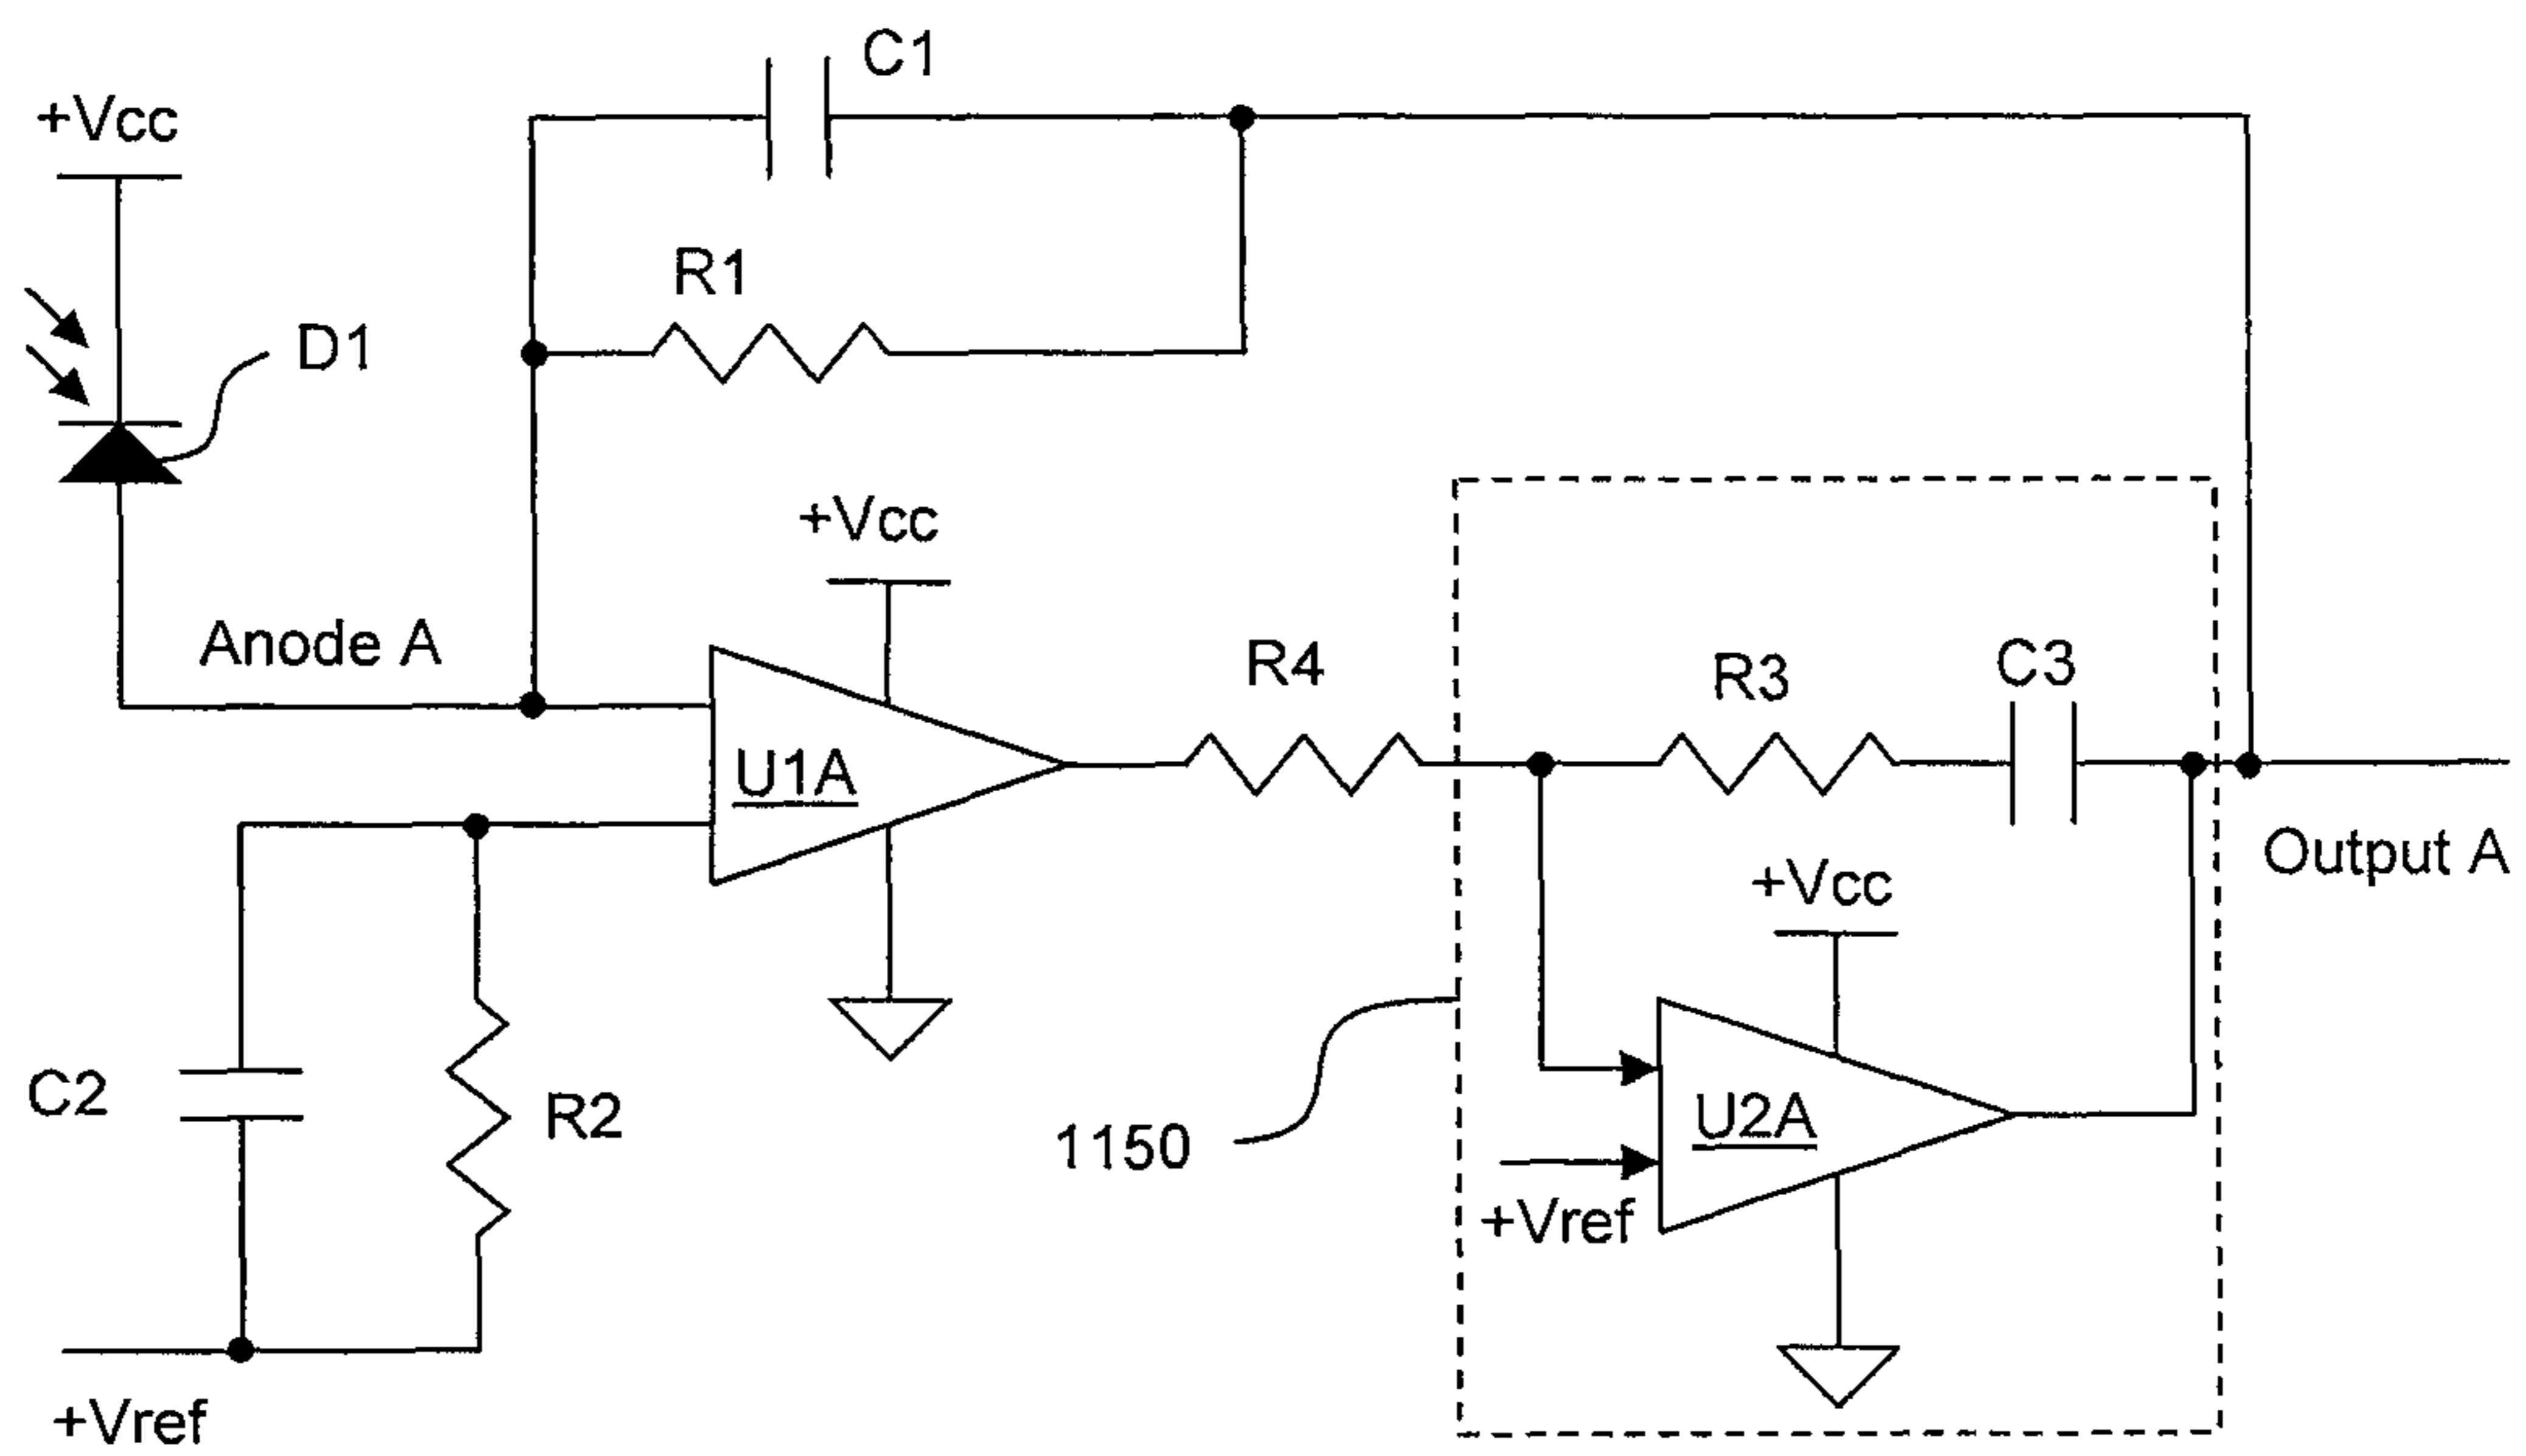 C1
+Vcc
R1
D1
+Vcc
Anode A
R4
R3
C3
U1A
Output A
+Vcc
C2
R2
1150
U2A
+Vref
+Vref